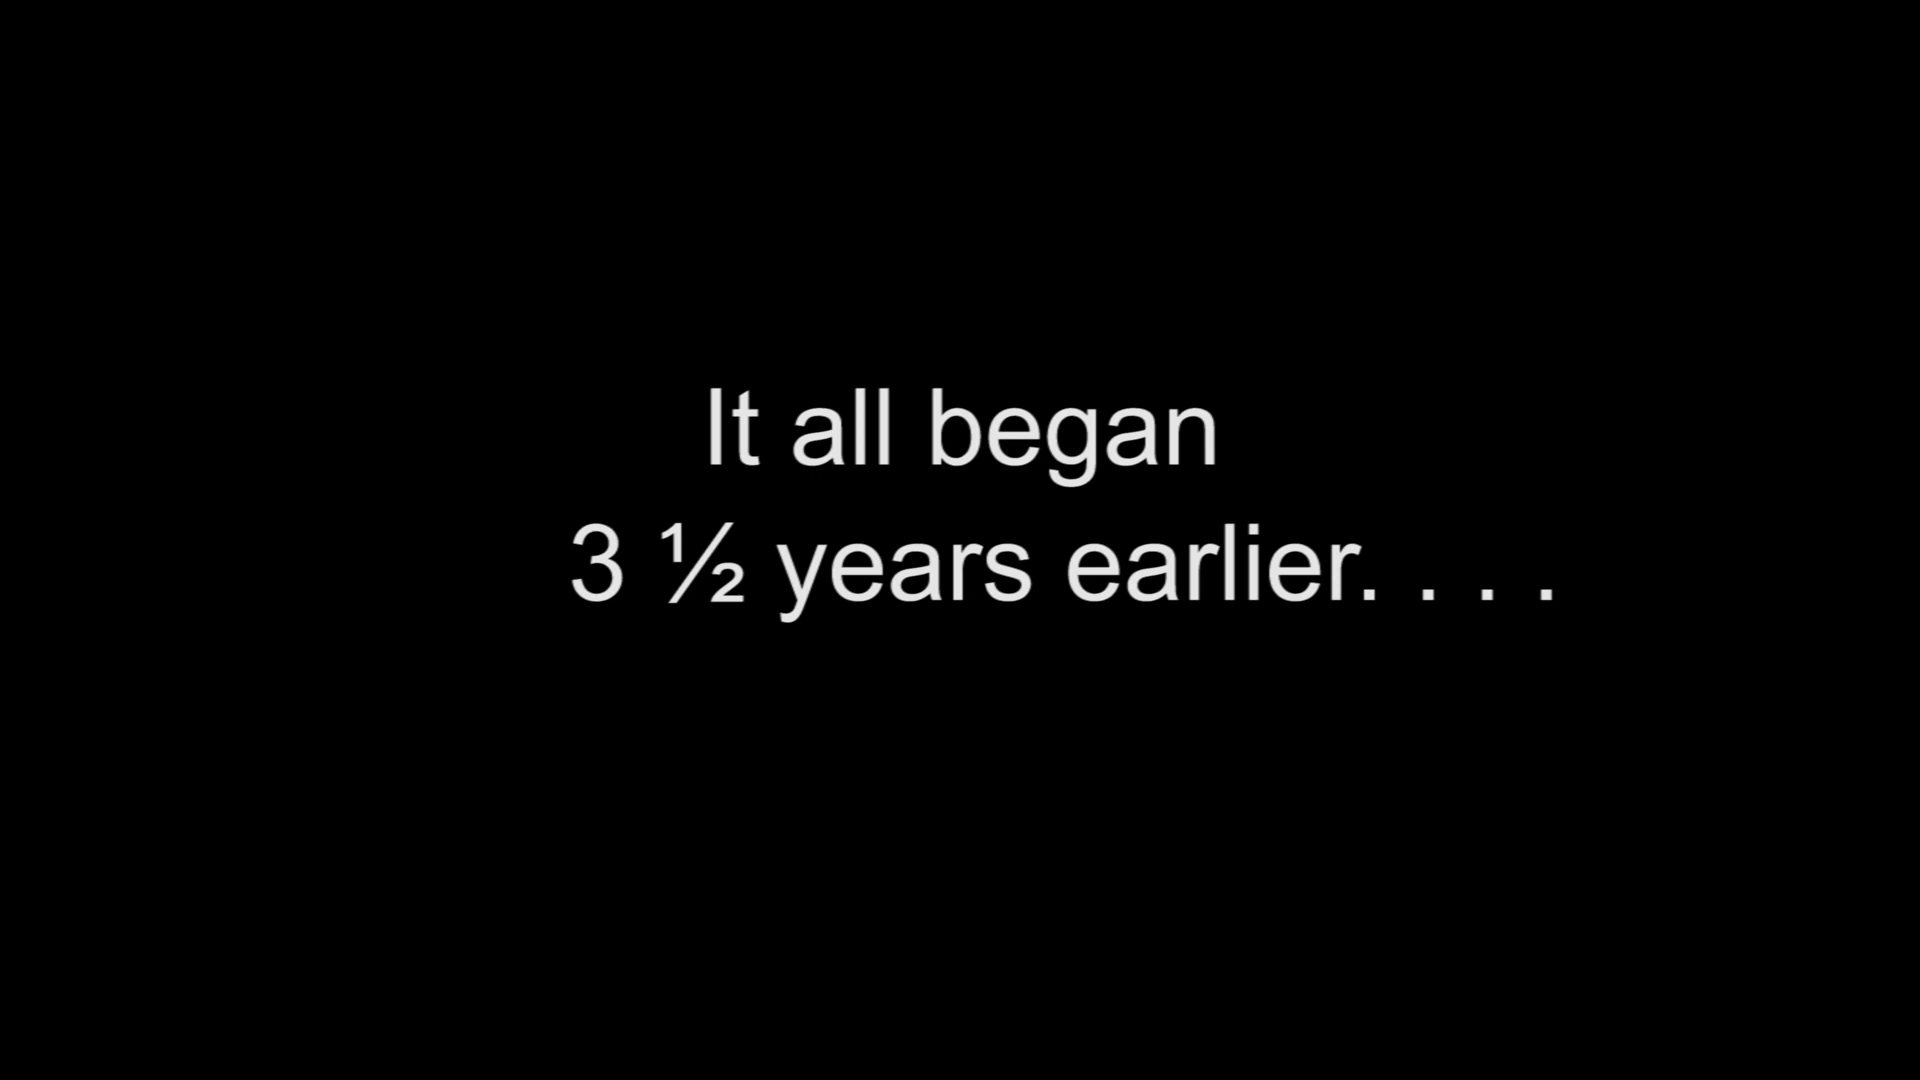 It all began
3 ½ years earlier. . . .